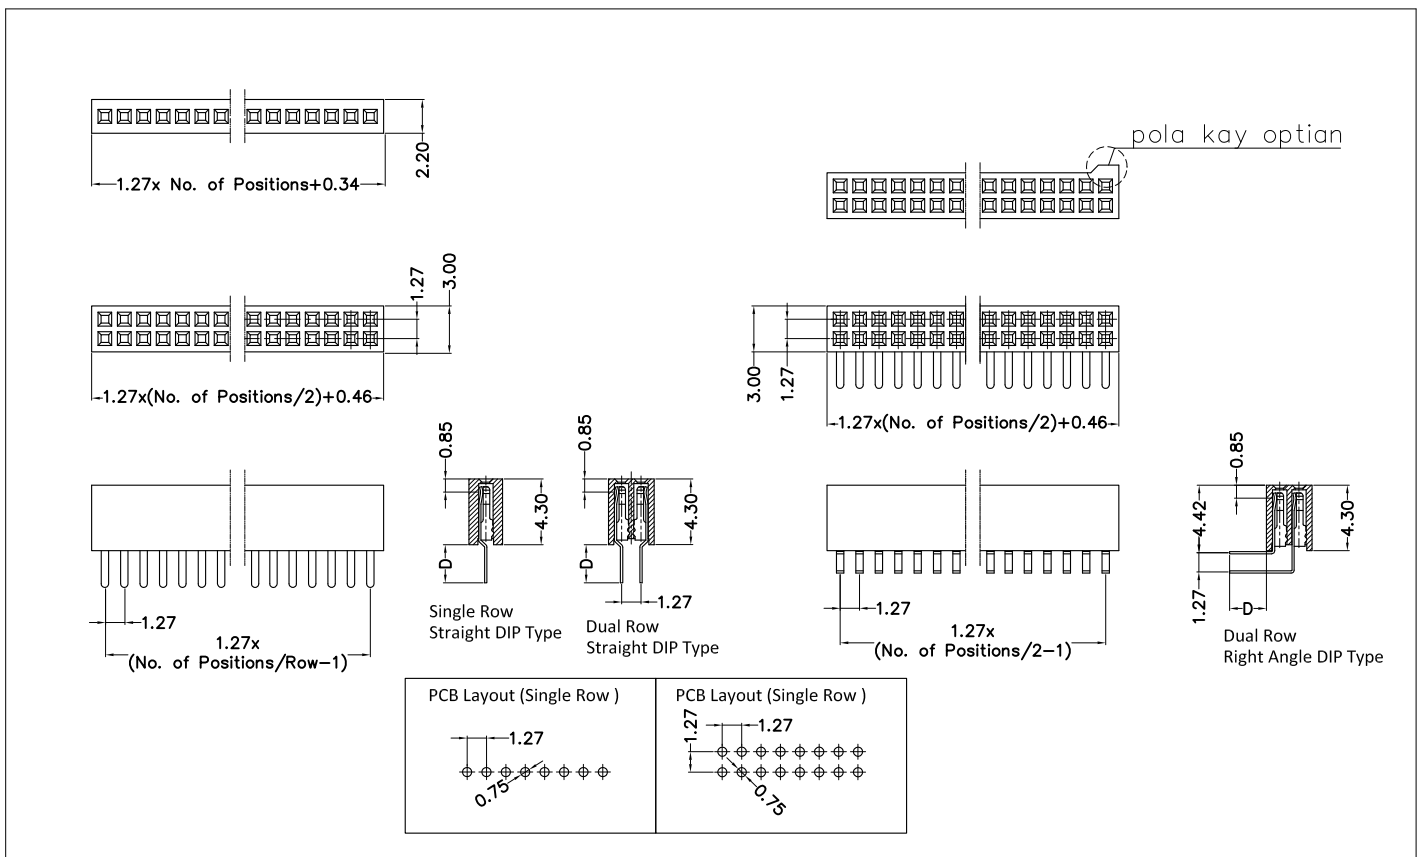 2.20
1.27x No. of Positions+0.34
pola kay optian
1.27
3.00
1.27x(No. of Positions/2)+0.46
3.00
1.27
1.27x(No. of Positions/2)+0.46
0.85
4.30
D
0.85
4.30
D
1.27
Single Row
Straight DIP Type
Dual Row
Straight DIP Type
1.27
1.27x
(No. of Positions/Row-1)
1.27
1.27x
(No. of Positions/2-1)
0.85
4.42
4.30
1.27
D
Dual Row
Right Angle DIP Type
PCB Layout (Single Row )
1.27
0.75
PCB Layout (Single Row )
1.27
1.27
0.75